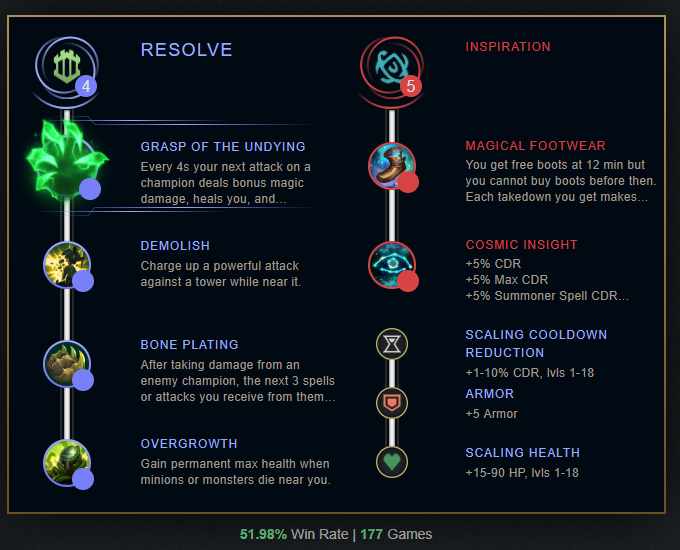 RESOLVE
4
GRASP OF THE UNDYING
Every 4s your next attack on a
champion deals bonus magic
damage, heals you, and...
DEMOLISH
Charge up a powerful attack
against a tower while near it.
BONE PLATING
After taking damage from an
enemy champion, the next 3 spells
or attacks you receive from them...
OVERGROWTH
Gain permanent max health when
minions or monsters die near you.
INSPIRATION
5
MAGICAL FOOTWEAR
You get free boots at 12 min but
you cannot buy boots before then.
Each takedown you get makes...
COSMIC INSIGHT
+5% CDR
+5% Max CDR
+5% Summoner Spell CDR...
SCALING COOLDOWN
REDUCTION
+1-10% CDR, lvls 1-18
ARMOR
+5 Armor
SCALING HEALTH
+15-90 HP, lvls 1-18
51.98% Win Rate | 177 Games